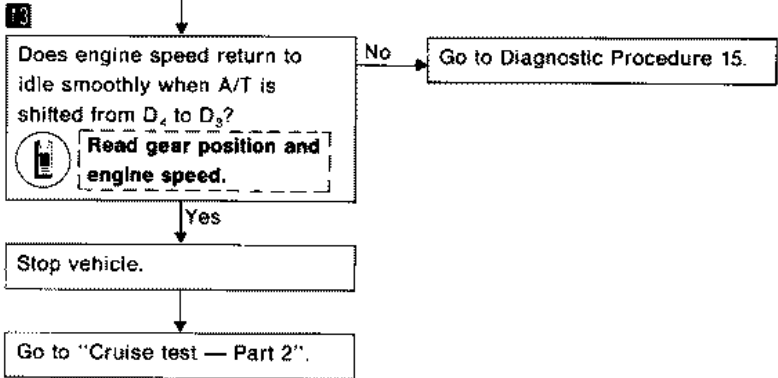 13
Does engine speed return to
idle smoothly when A/T is
shifted from D₄ to D₃?
Read gear position and
engine speed.
No
Go to Diagnostic Procedure 15.
Yes
Stop vehicle.
Go to "Cruise test — Part 2".